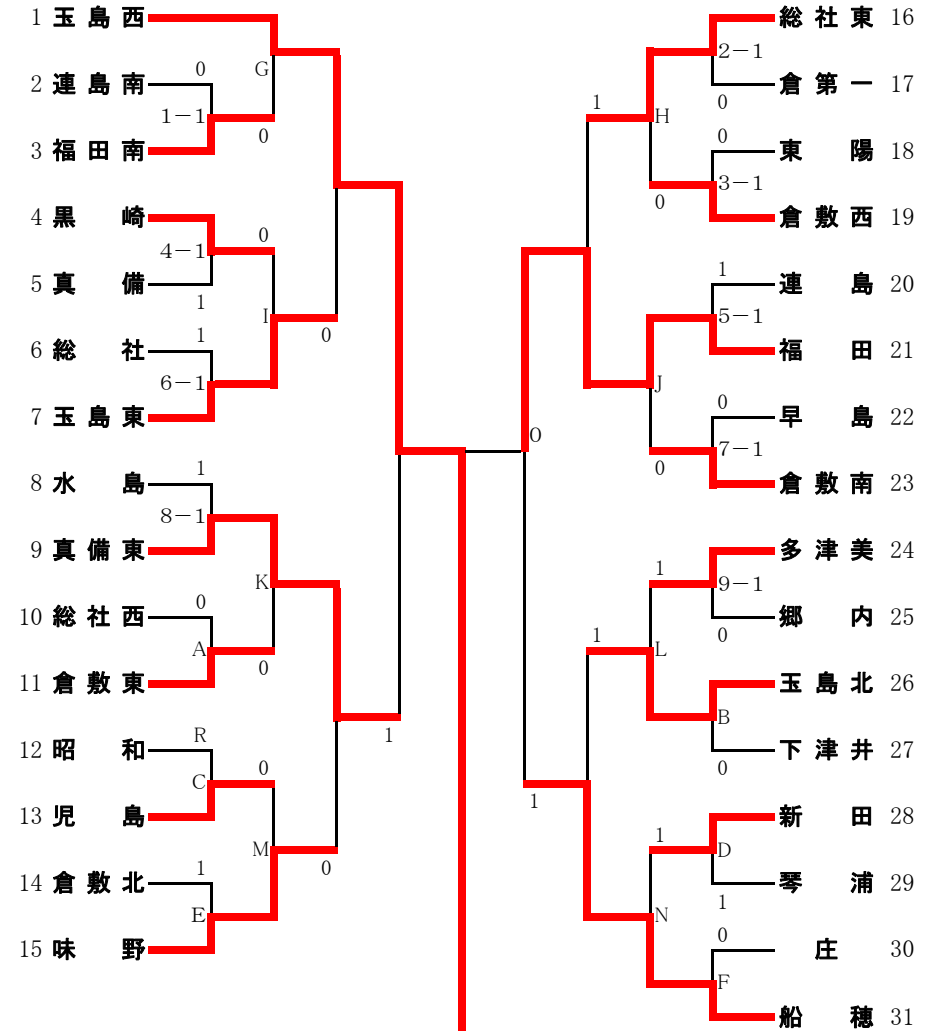 1 玉島西
0
G
2 連島南
1－1
0
3 福田南
4 黒崎
0
4－1
5 真備
1
I
0
6 総社
1
6－1
7 玉島東
8 水島
1
8－1
9 真備東
K
10 総社西
0
A
0
11 倉敷東
12 昭和
R
1
C
0
13 児島
M
0
14 倉敷北
1
E
15 味野
総社東 16
2－1
倉第一 17
0
1
H
東陽 18
0
3－1
0
倉敷西 19
連島 20
1
5－1
福田 21
J
早島 22
0
O
7－1
0
倉敷南 23
多津美 24
1
9－1
郷内 25
0
1
L
玉島北 26
B
下津井 27
0
1
新田 28
1
D
琴浦 29
1
N
庄 30
0
F
船穂 31